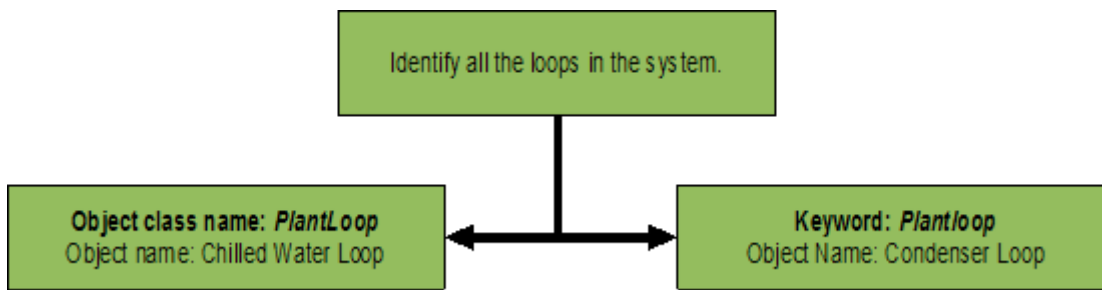 Identify all the loops in the system.
Object class name: PlantLoop
Object name: Chilled Water Loop
Keyword: Plantloop
Object Name: Condenser Loop